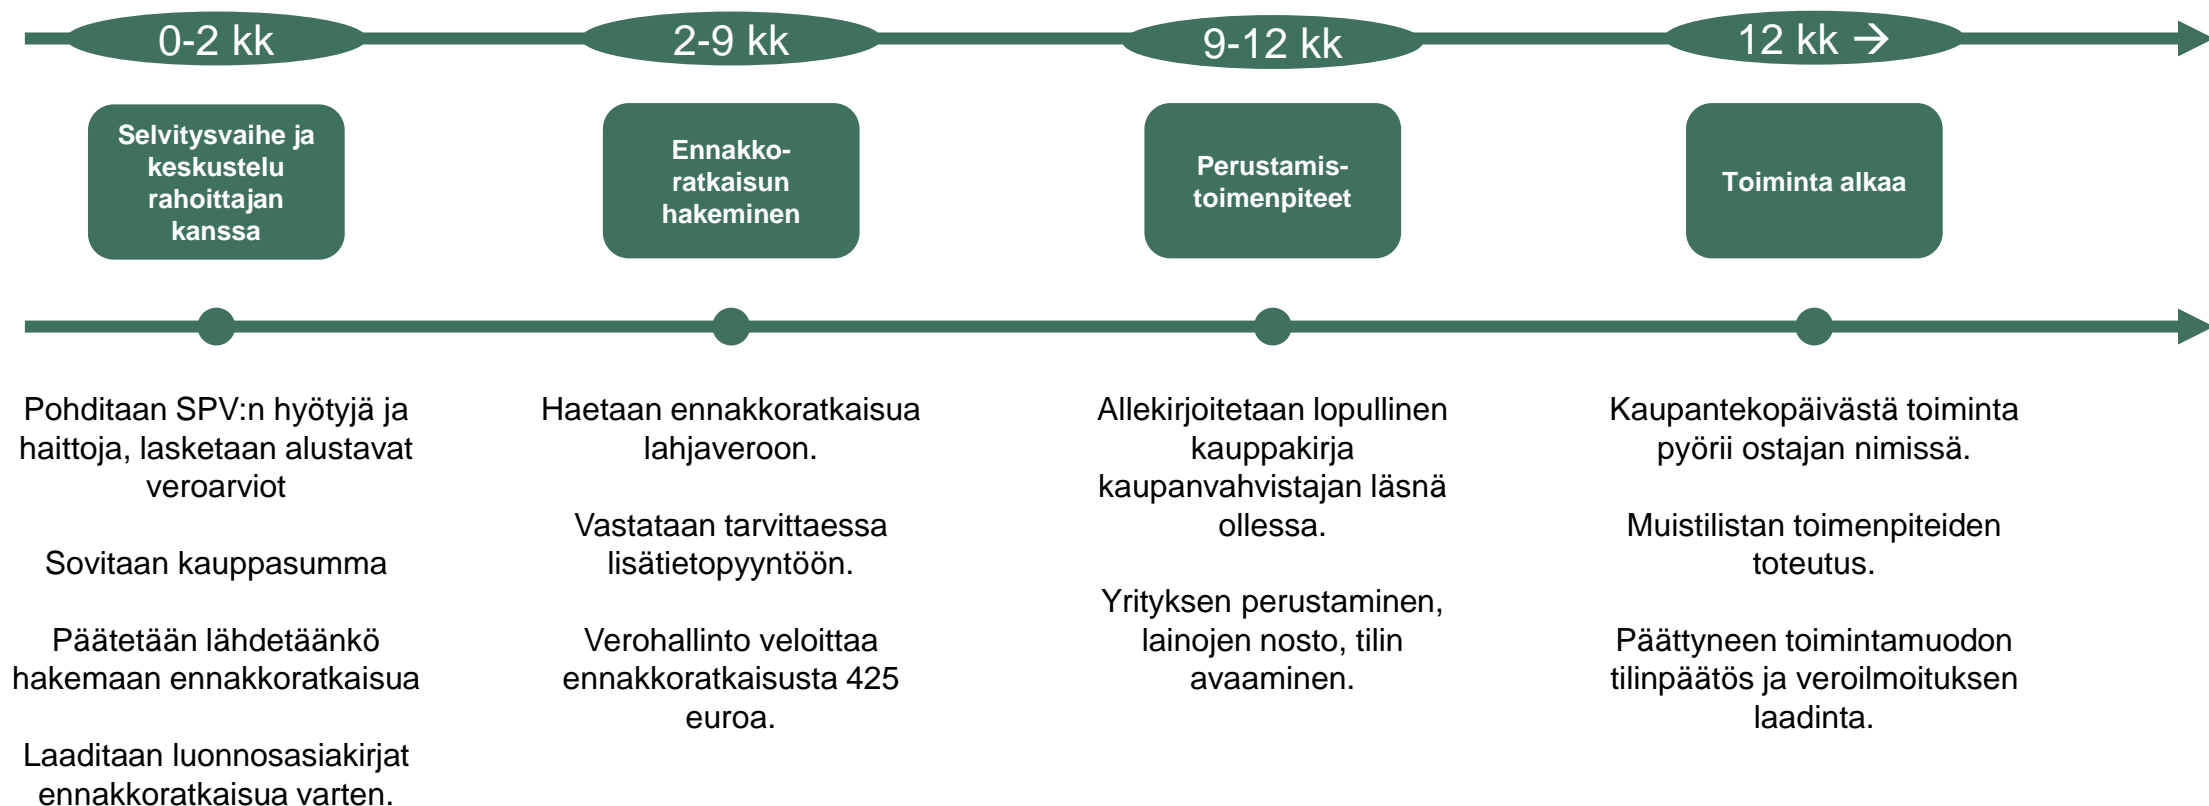 0-2 kk
2-9 kk
9-12 kk
12 kk →
Selvitysvaihe ja
keskustelu
rahoittajan
kanssa
Ennakko-
ratkaisun
hakeminen
Perustamis-
toimenpiteet
Toiminta alkaa
Pohditaan SPV:n hyötyjä ja
haittoja, lasketaan alustavat
veroarviot
Sovitaan kauppasumma
Päätetään lähdetäänkö
hakemaan ennakkoratkaisua
Laaditaan luonnosasiakirjat
ennakkoratkaisua varten.
Haetaan ennakkoratkaisua
lahjaveroon.
Vastataan tarvittaessa
lisätietopyyntöön.
Verohallinto veloittaa
ennakkoratkaisusta 425
euroa.
Allekirjoitetaan lopullinen
kauppakirja
kaupanvahvistajan läsnä
ollessa.
Yrityksen perustaminen,
lainojen nosto, tilin
avaaminen.
Kaupantekopäivästä toiminta
pyörii ostajan nimissä.
Muistilistan toimenpiteiden
toteutus.
Päättyneen toimintamuodon
tilinpäätös ja veroilmoituksen
laadinta.